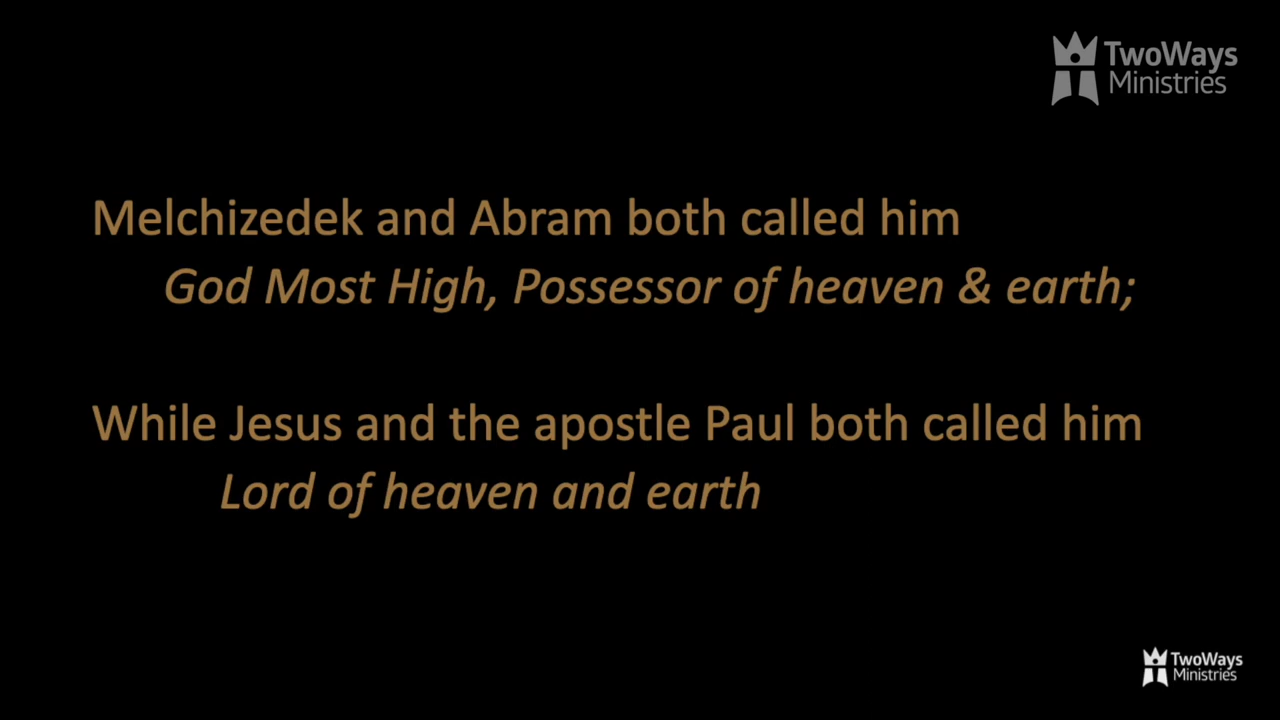 TwoWays
Ministries
Melchizedek and Abram both called him
God Most High, Possessor of heaven & earth;
While Jesus and the apostle Paul both called him
Lord of heaven and earth
TwoWays
Ministries